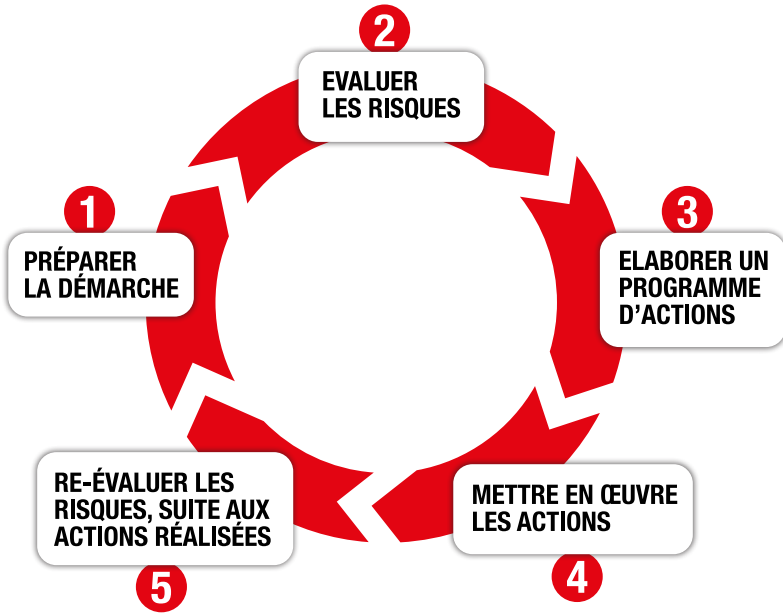 1
PRÉPARER
LA DÉMARCHE
2
EVALUER
LES RISQUES
3
ELABORER UN
PROGRAMME
D’ACTIONS
4
METTRE EN ŒUVRE
LES ACTIONS
5
RE-ÉVALUER LES
RISQUES, SUITE AUX
ACTIONS RÉALISÉES